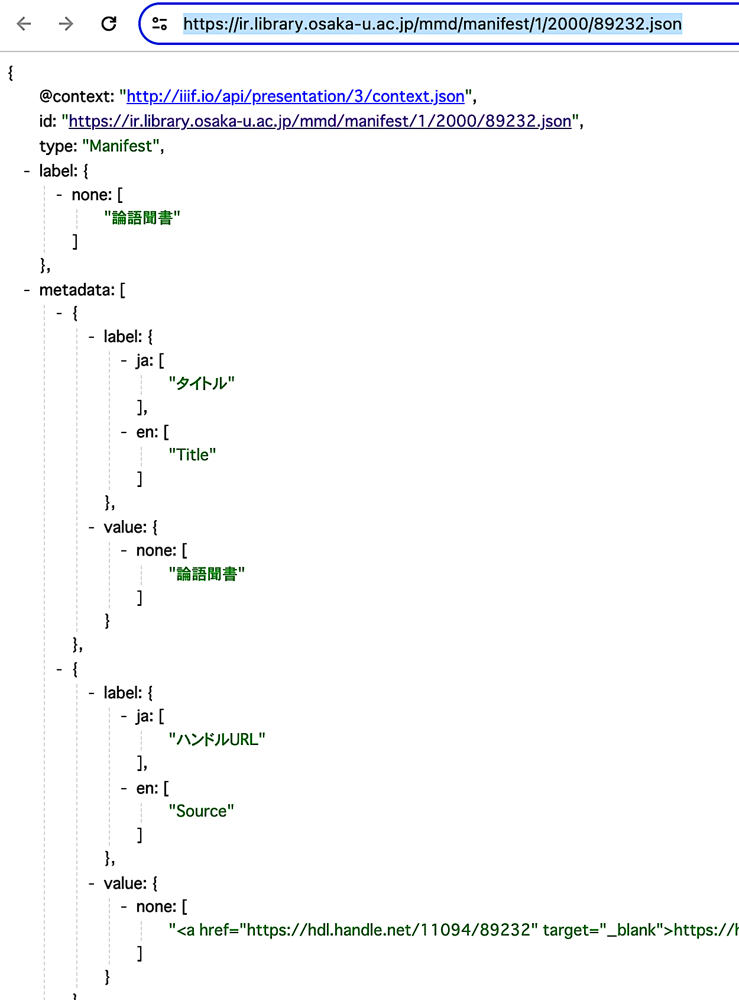 https://ir.library.osaka-u.ac.jp/mmd/manifest/1/2000/89232.json
{
@context: "http://iiif.io/api/presentation/3/context.json",
id: "https://ir.library.osaka-u.ac.jp/mmd/manifest/1/2000/89232.json",
type: "Manifest",
- label: {
- none: [
"論語聞書"
]
},
- metadata: [
- {
- label: {
- ja: [
"タイトル"
],
- en: [
"Title"
]
},
- value: {
- none: [
"論語聞書"
]
}
},
- {
- label: {
- ja: [
"ハンドルURL"
],
- en: [
"Source"
]
},
- value: {
- none: [
"<a href="https://hdl.handle.net/11094/89232" target="_blank">https://h
]
}
}